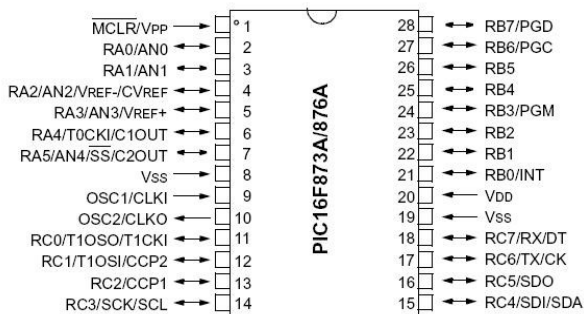 MCLR/VPP 1
RA0/AN0 2
RA1/AN1 3
RA2/AN2/VREF-/CVREF 4
RA3/AN3/VREF+ 5
RA4/T0CKI/C1OUT 6
RA5/AN4/SS/C2OUT 7
VSS 8
OSC1/CLKI 9
OSC2/CLKO 10
RC0/T1OSO/T1CKI 11
RC1/T1OSI/CCP2 12
RC2/CCP1 13
RC3/SCK/SCL 14
PIC16F873A/876A
28 RB7/PGD
27 RB6/PGC
26 RB5
25 RB4
24 RB3/PGM
23 RB2
22 RB1
21 RB0/INT
20 VDD
19 VSS
18 RC7/RX/DT
17 RC6/TX/CK
16 RC5/SDO
15 RC4/SDI/SDA